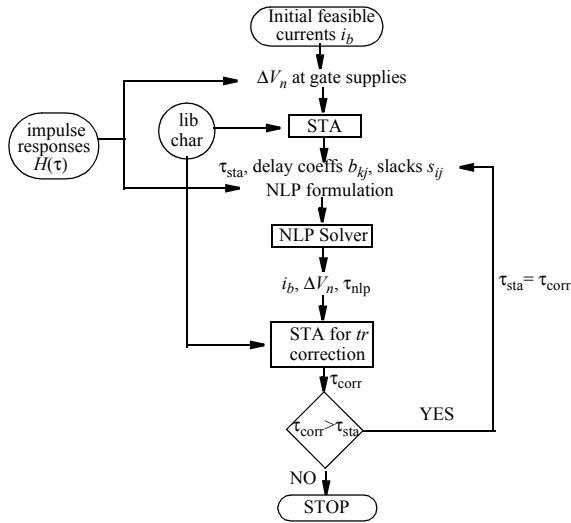 Initial feasible
currents i_b
ΔV_n at gate supplies
lib
char
STA
impulse
responses
H(τ)
τ_sta, delay coeffs b_kj, slacks s_ij
NLP formulation
NLP Solver
i_b, ΔV_n, τ_nlp
τ_sta= τ_corr
STA for tr
correction
τ_corr
τ_corr>τ_sta
YES
NO
STOP